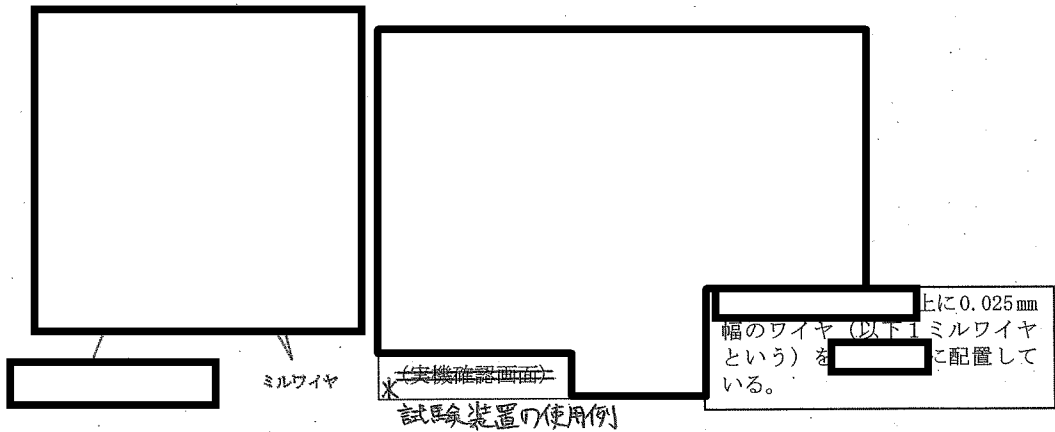 ミルワイヤ
(実機確認画面)
※
試験装置の使用例
上に0.025mm
幅のワイヤ(以下1ミルワイヤ
という)を に配置して
いる。